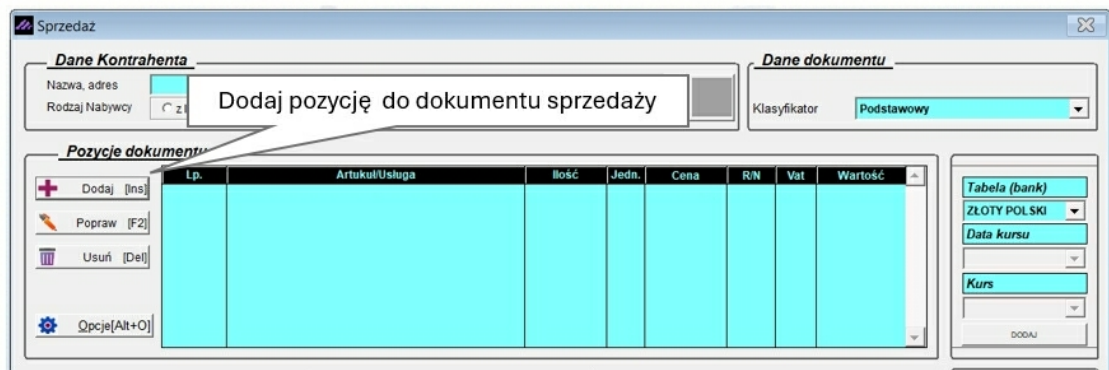 Sprzedaż
Dane Kontrahenta
Nazwa, adres
Rodzaj Nabywcy
Dodaj pozycję do dokumentu sprzedaży
Dane dokumentu
Klasyfikator Podstawowy
Pozycje dokumentu
Dodaj [Ins]
Popraw [F2]
Usuń [Del]
Opcje[Alt+O]
Lp. Artukuł/Usługa Ilość Jedn. Cena R/N Vat Wartość
Tabela (bank)
ZŁOTY POLSKI
Data kursu
Kurs
DODAJ